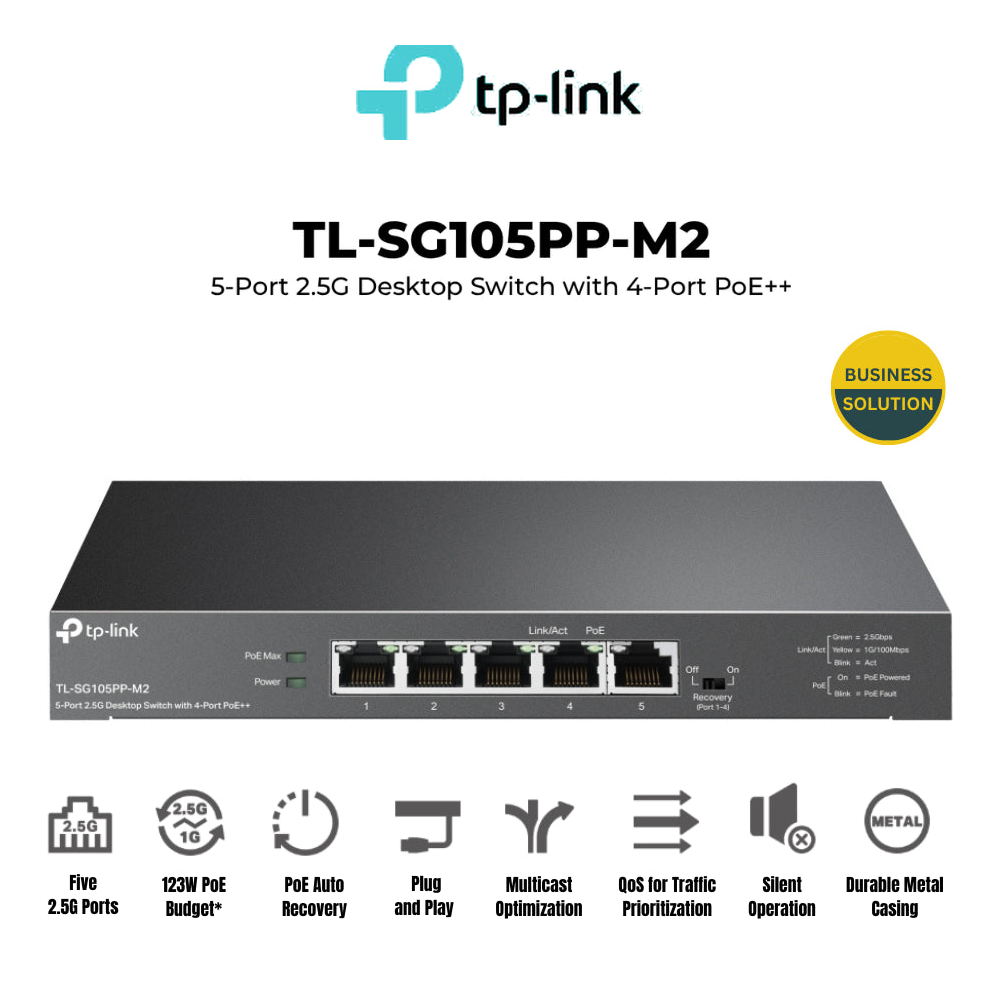 tp-link
TL-SG105PP-M2
5-Port 2.5G Desktop Switch with 4-Port PoE++
BUSINESS
SOLUTION
tp-link
PoE Max
Power
TL-SG105PP-M2
5-Port 2.5G Desktop Switch with 4-Port PoE++
Link/Act PoE
1 2 3 4 5
Off On
Recovery
(Port 1-4)
Link/Act
Green = 2.5Gbps
Yellow = 1G/100Mbps
Blink = Act
PoE
On = PoE Powered
Blink = PoE Fault
2.5G
2.5G
1G
METAL
Five
2.5G Ports
123W PoE
Budget*
PoE Auto
Recovery
Plug
and Play
Multicast
Optimization
QoS for Traffic
Prioritization
Silent
Operation
Durable Metal
Casing